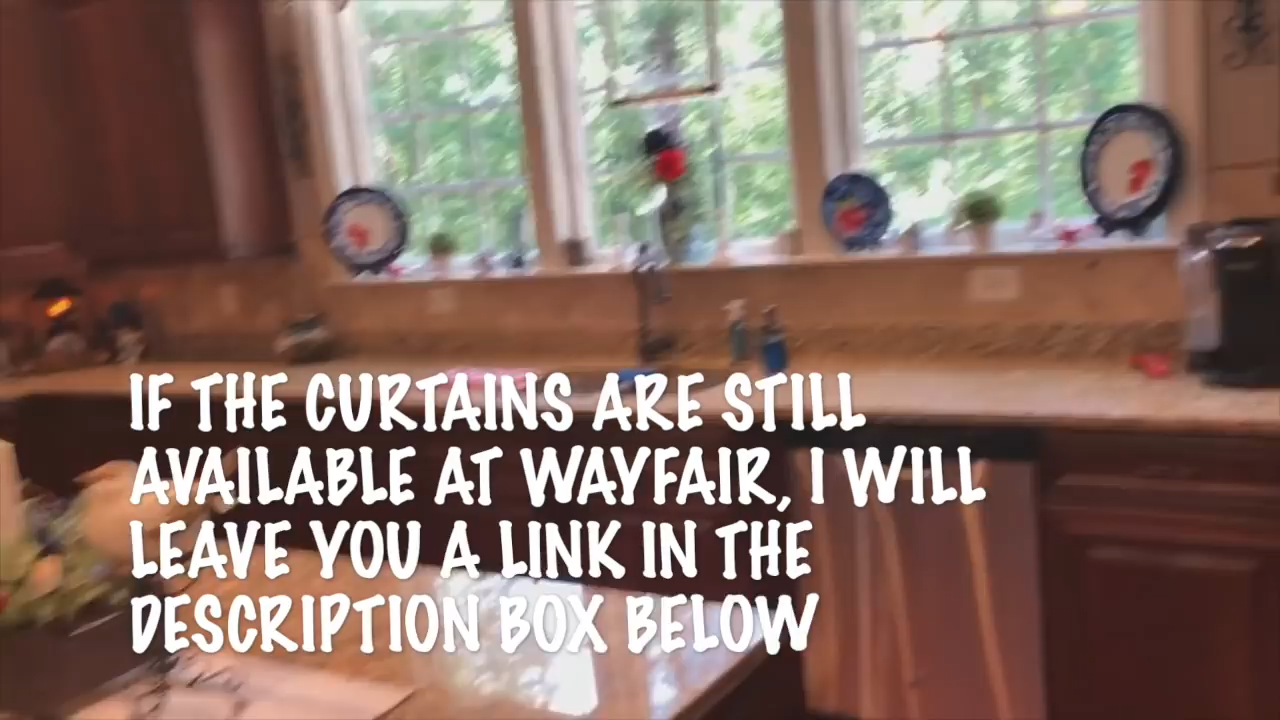 IF THE CURTAINS ARE STILL
AVAILABLE AT WAYFAIR, I WILL
LEAVE YOU A LINK IN THE
DESCRIPTION BOX BELOW